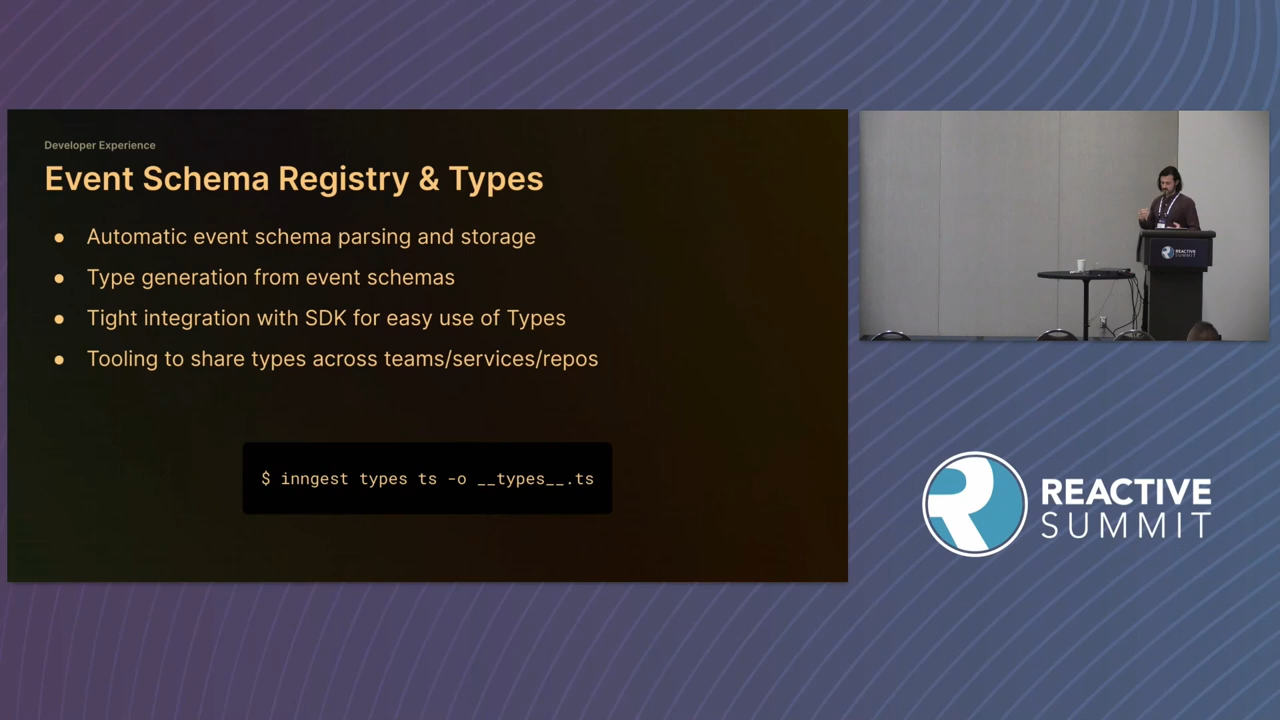 Developer Experience
Event Schema Registry & Types
● Automatic event schema parsing and storage
● Type generation from event schemas
● Tight integration with SDK for easy use of Types
● Tooling to share types across teams/services/repos
$ inngest types ts -o __types__.ts
REACTIVE
SUMMIT
REACTIVE
SUMMIT